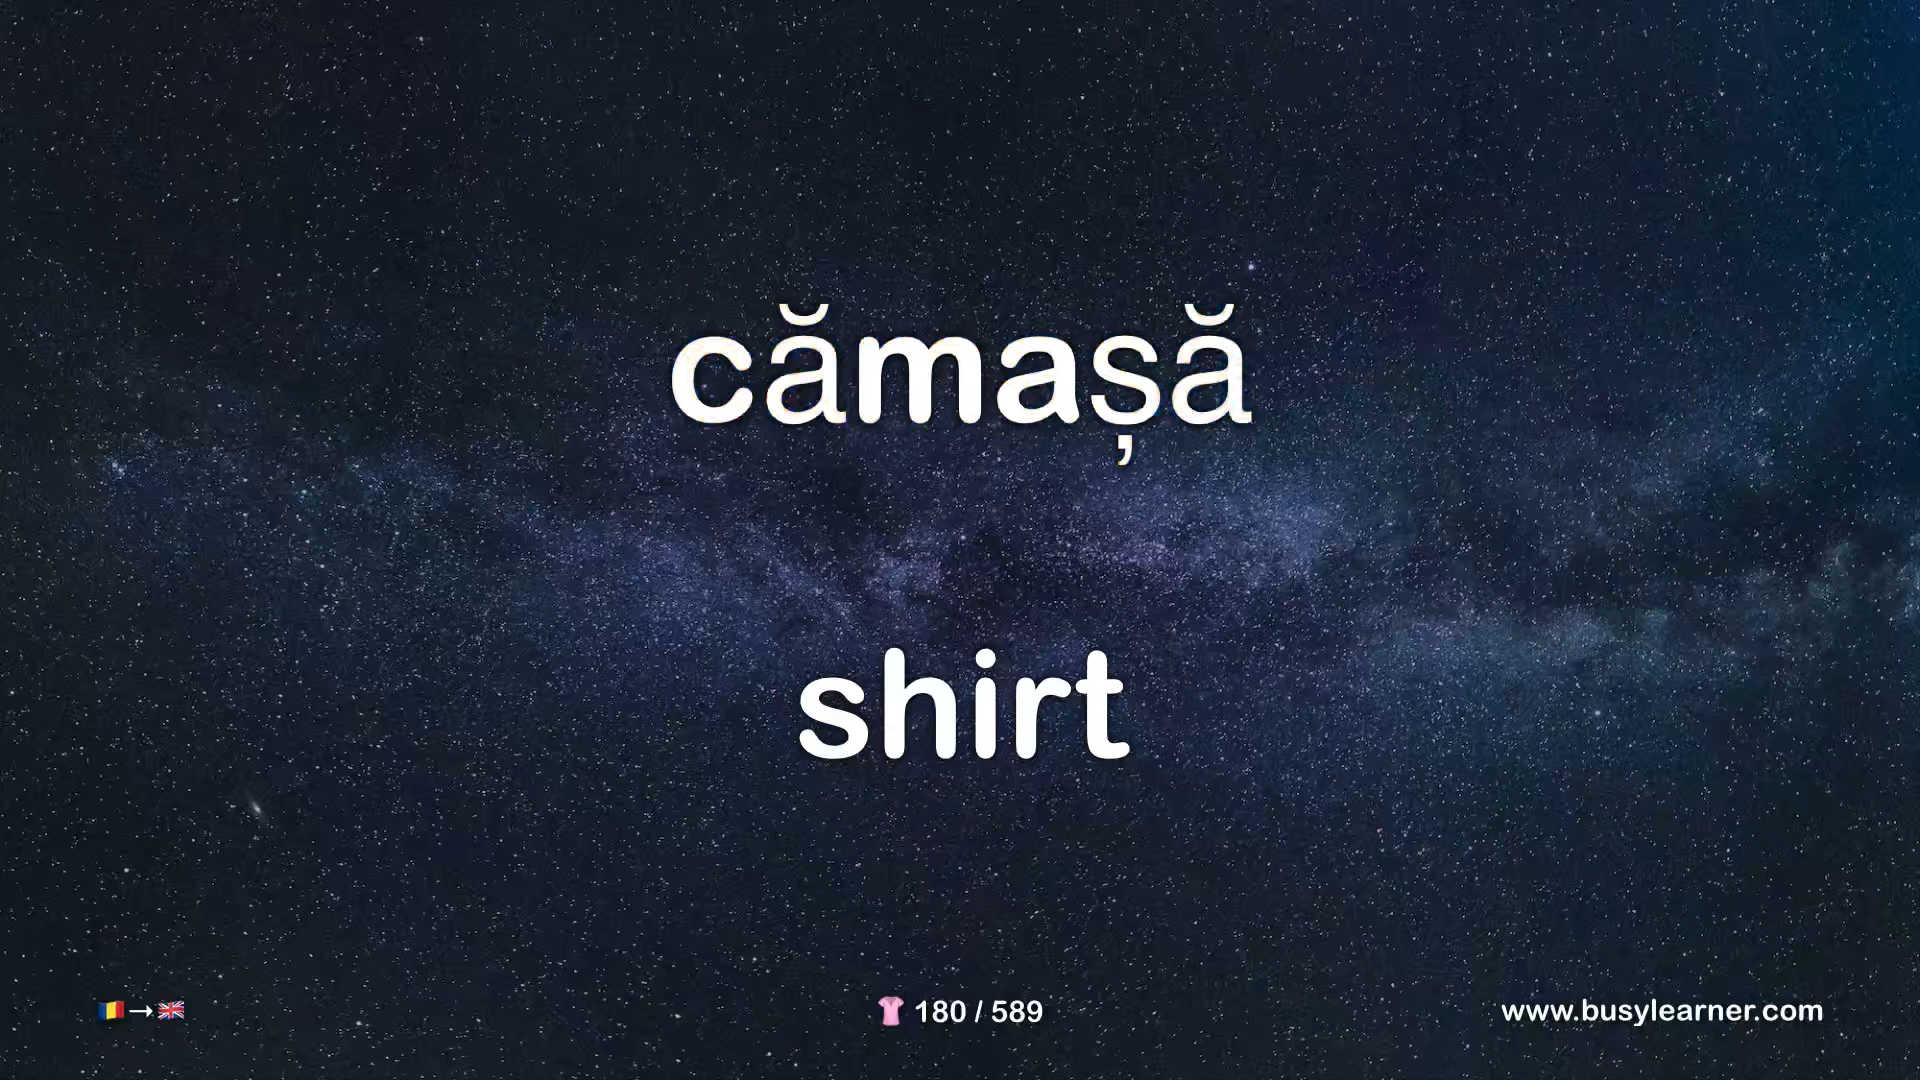 cămașă
shirt
🇷🇴→🇬🇧
👚 180 / 589
www.busylearner.com